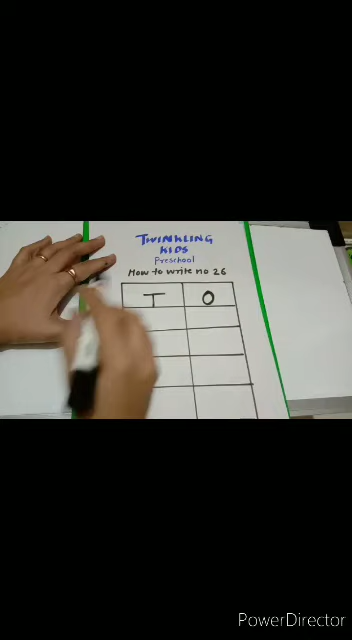 TWINKLING
KIDS
Preschool
How to write no 26
T O
PowerDirector